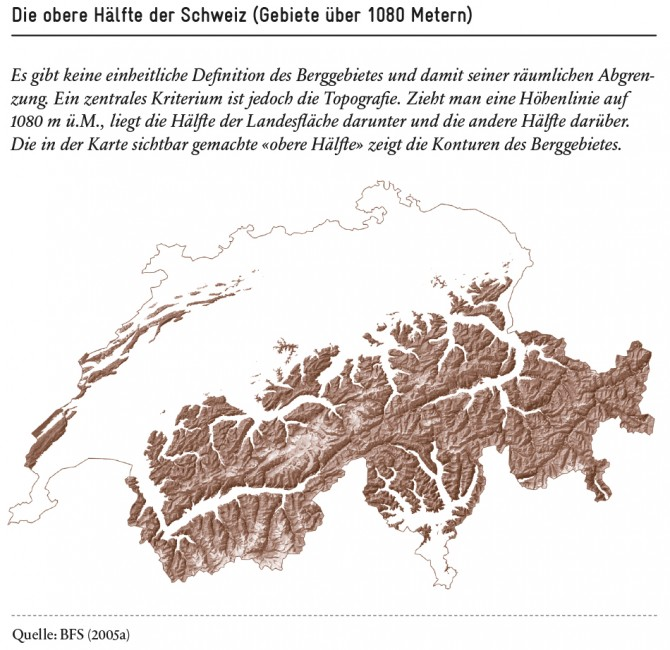 Die obere Hälfte der Schweiz (Gebiete über 1080 Metern)
Es gibt keine einheitliche Definition des Berggebietes und damit seiner räumlichen Abgren-
zung. Ein zentrales Kriterium ist jedoch die Topografie. Zieht man eine Höhenlinie auf
1080 m ü.M., liegt die Hälfte der Landesfläche darunter und die andere Hälfte darüber.
Die in der Karte sichtbar gemachte «obere Hälfte» zeigt die Konturen des Berggebietes.
Quelle: BFS (2005a)